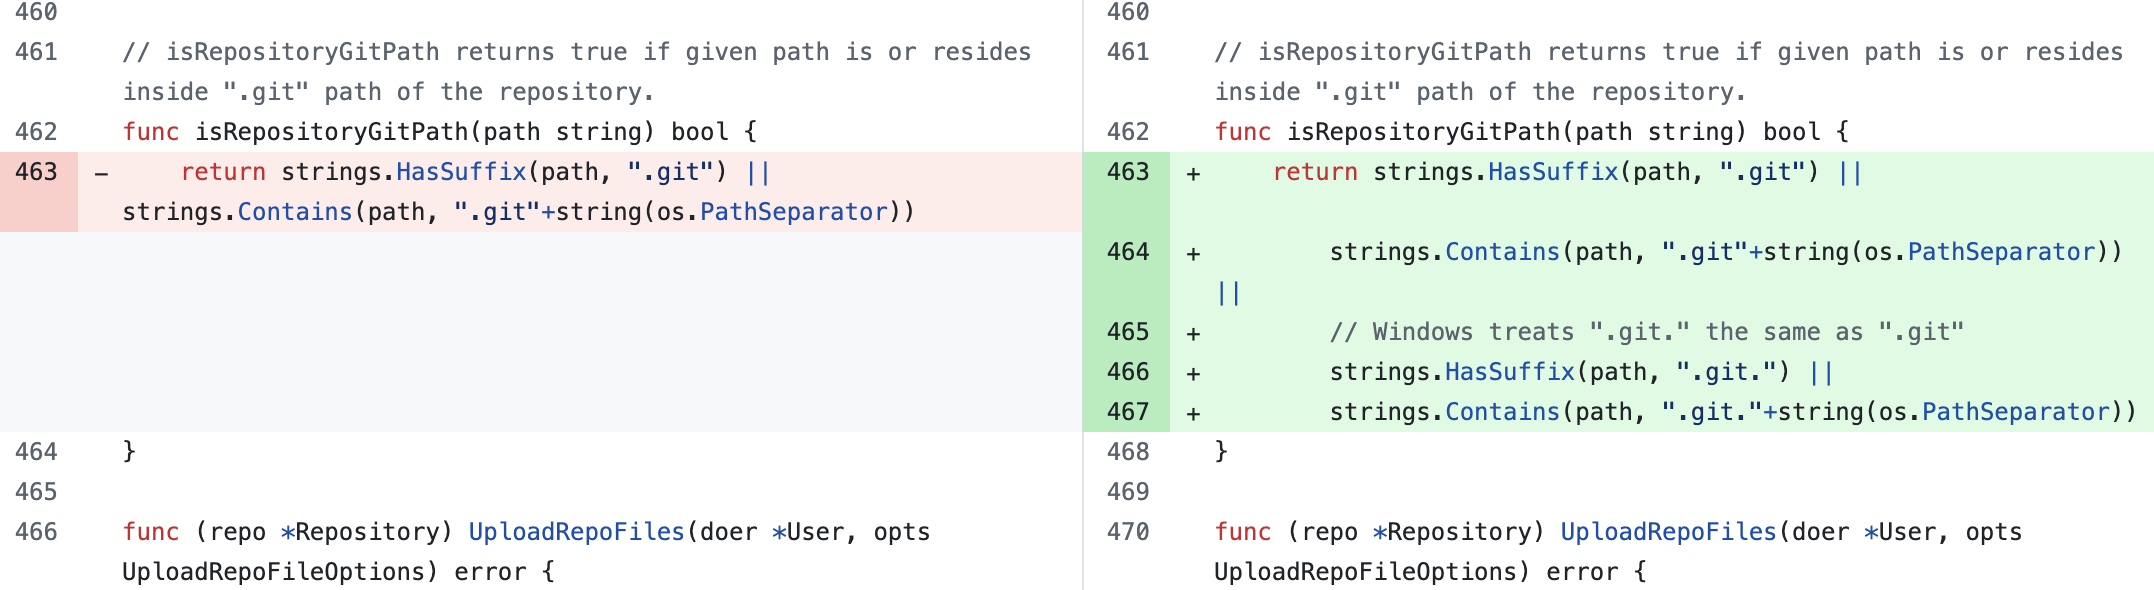 460
461 // isRepositoryGitPath returns true if given path is or resides
inside ".git" path of the repository.
462 func isRepositoryGitPath(path string) bool {
463 - return strings.HasSuffix(path, ".git") ||
strings.Contains(path, ".git"+string(os.PathSeparator))
464 }
465
466 func (repo *Repository) UploadRepoFiles(doer *User, opts
UploadRepoFileOptions) error {
460
461 // isRepositoryGitPath returns true if given path is or resides
inside ".git" path of the repository.
462 func isRepositoryGitPath(path string) bool {
463 + return strings.HasSuffix(path, ".git") ||
464 + strings.Contains(path, ".git"+string(os.PathSeparator))
||
465 + // Windows treats ".git." the same as ".git"
466 + strings.HasSuffix(path, ".git.") ||
467 + strings.Contains(path, ".git."+string(os.PathSeparator))
468 }
469
470 func (repo *Repository) UploadRepoFiles(doer *User, opts
UploadRepoFileOptions) error {